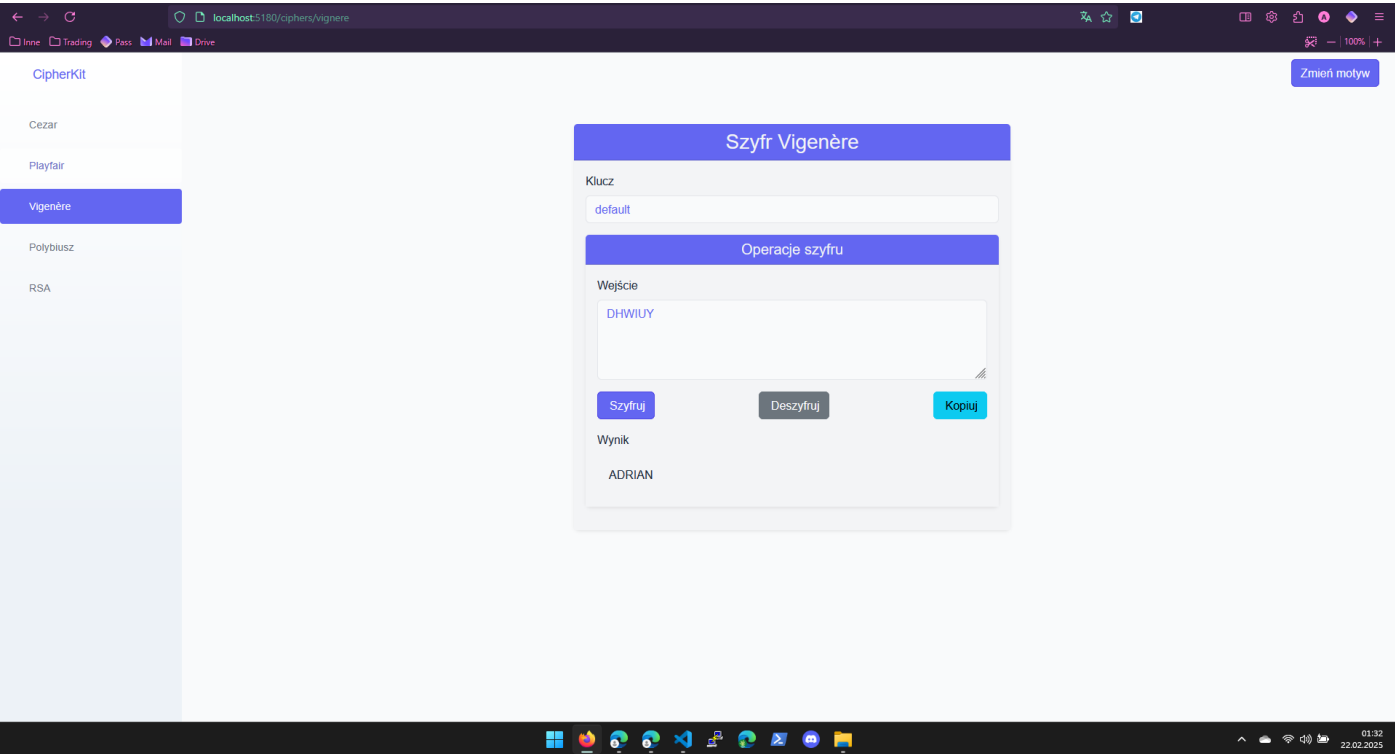 localhost:5180/ciphers/vignere
Inne Trading Pass Mail Drive
100%
CipherKit
Zmień motyw
Cezar
Playfair
Vigenère
Polybiusz
RSA
Szyfr Vigenère
Klucz
default
Operacje szyfru
Wejście
DHWIUY
Szyfruj Deszyfruj Kopiuj
Wynik
ADRIAN
01:32
22.02.2025